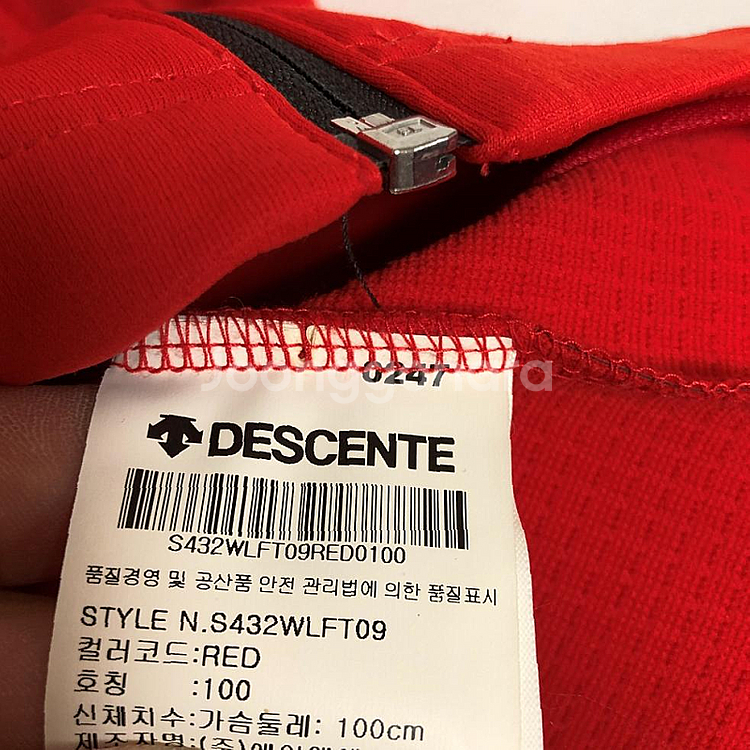 0247
DESCENTE
S432WLFT09RED0100
품질경영 및 공산품 안전 관리법에 의한 품질표시
STYLE N.S432WLFT09
컬러코드:RED
호칭 :100
신체치수:가슴둘레: 100cm